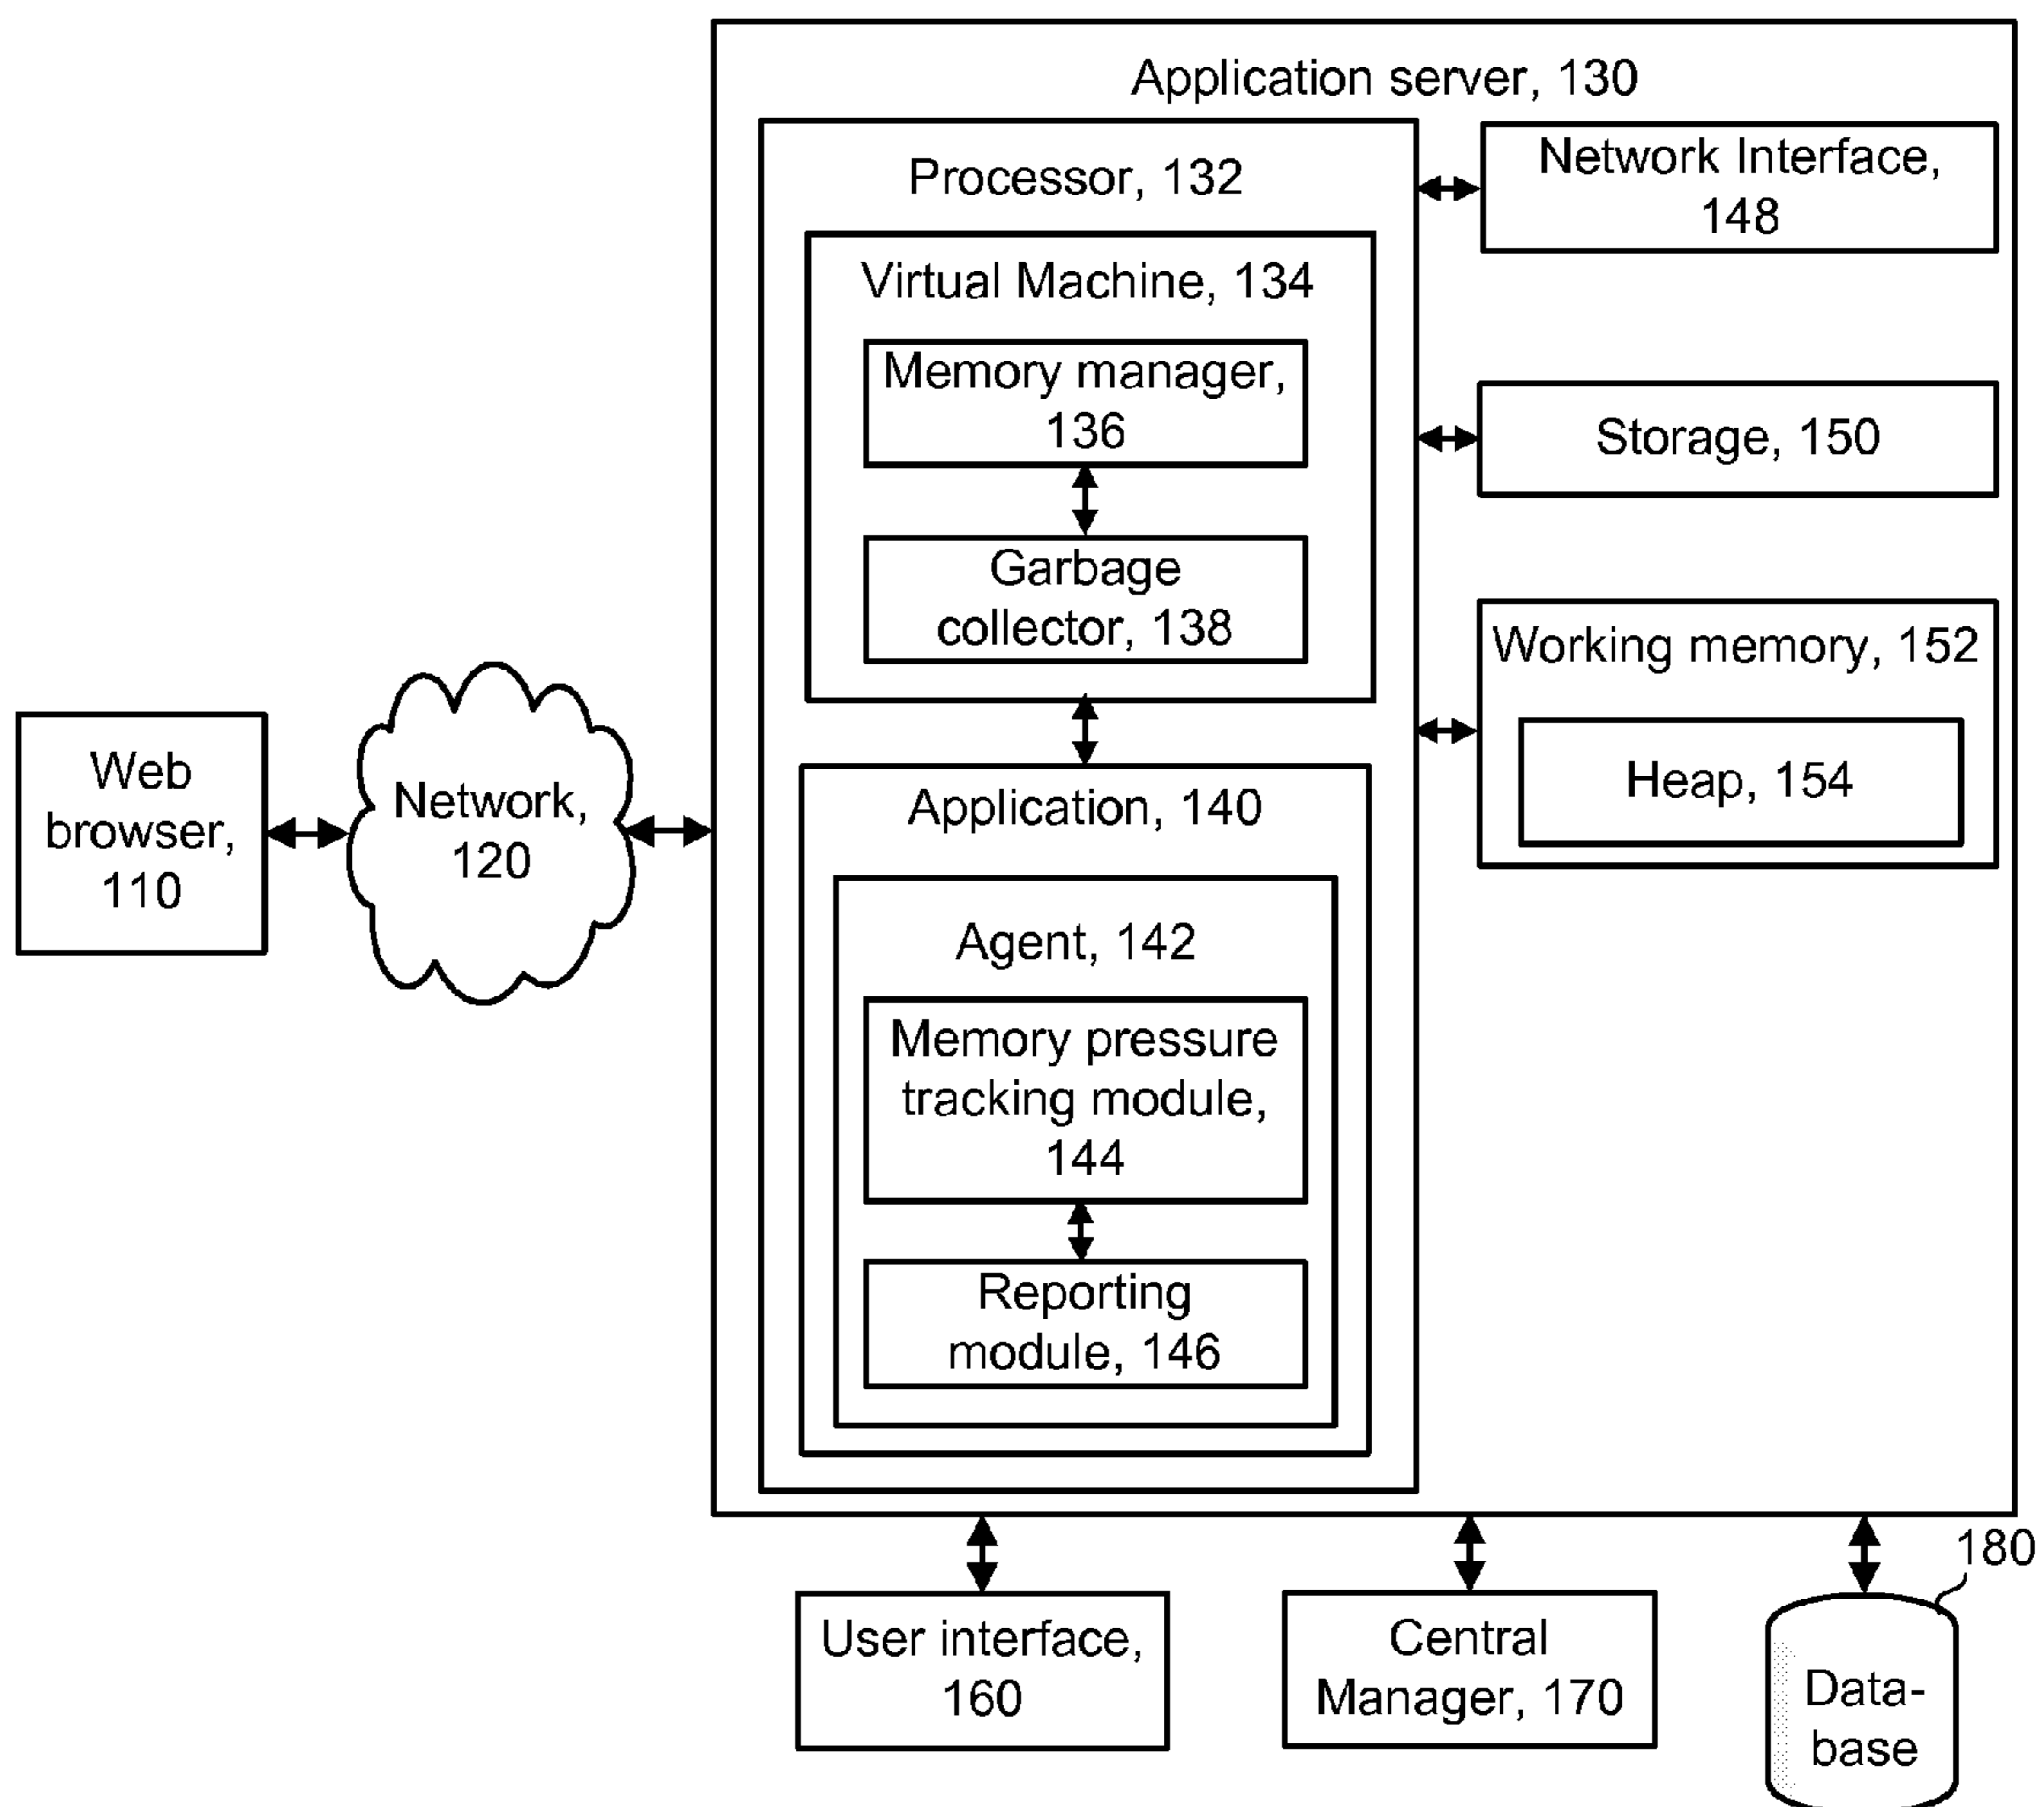 Application server, 130
Processor, 132
Network Interface,
148
Virtual Machine, 134
Memory manager,
136
Storage, 150
Garbage
collector, 138
Working memory, 152
Heap, 154
Web
browser,
110
Network,
120
Application, 140
Agent, 142
Memory pressure
tracking module,
144
Reporting
module, 146
180
User interface,
160
Central
Manager, 170
Data-
base